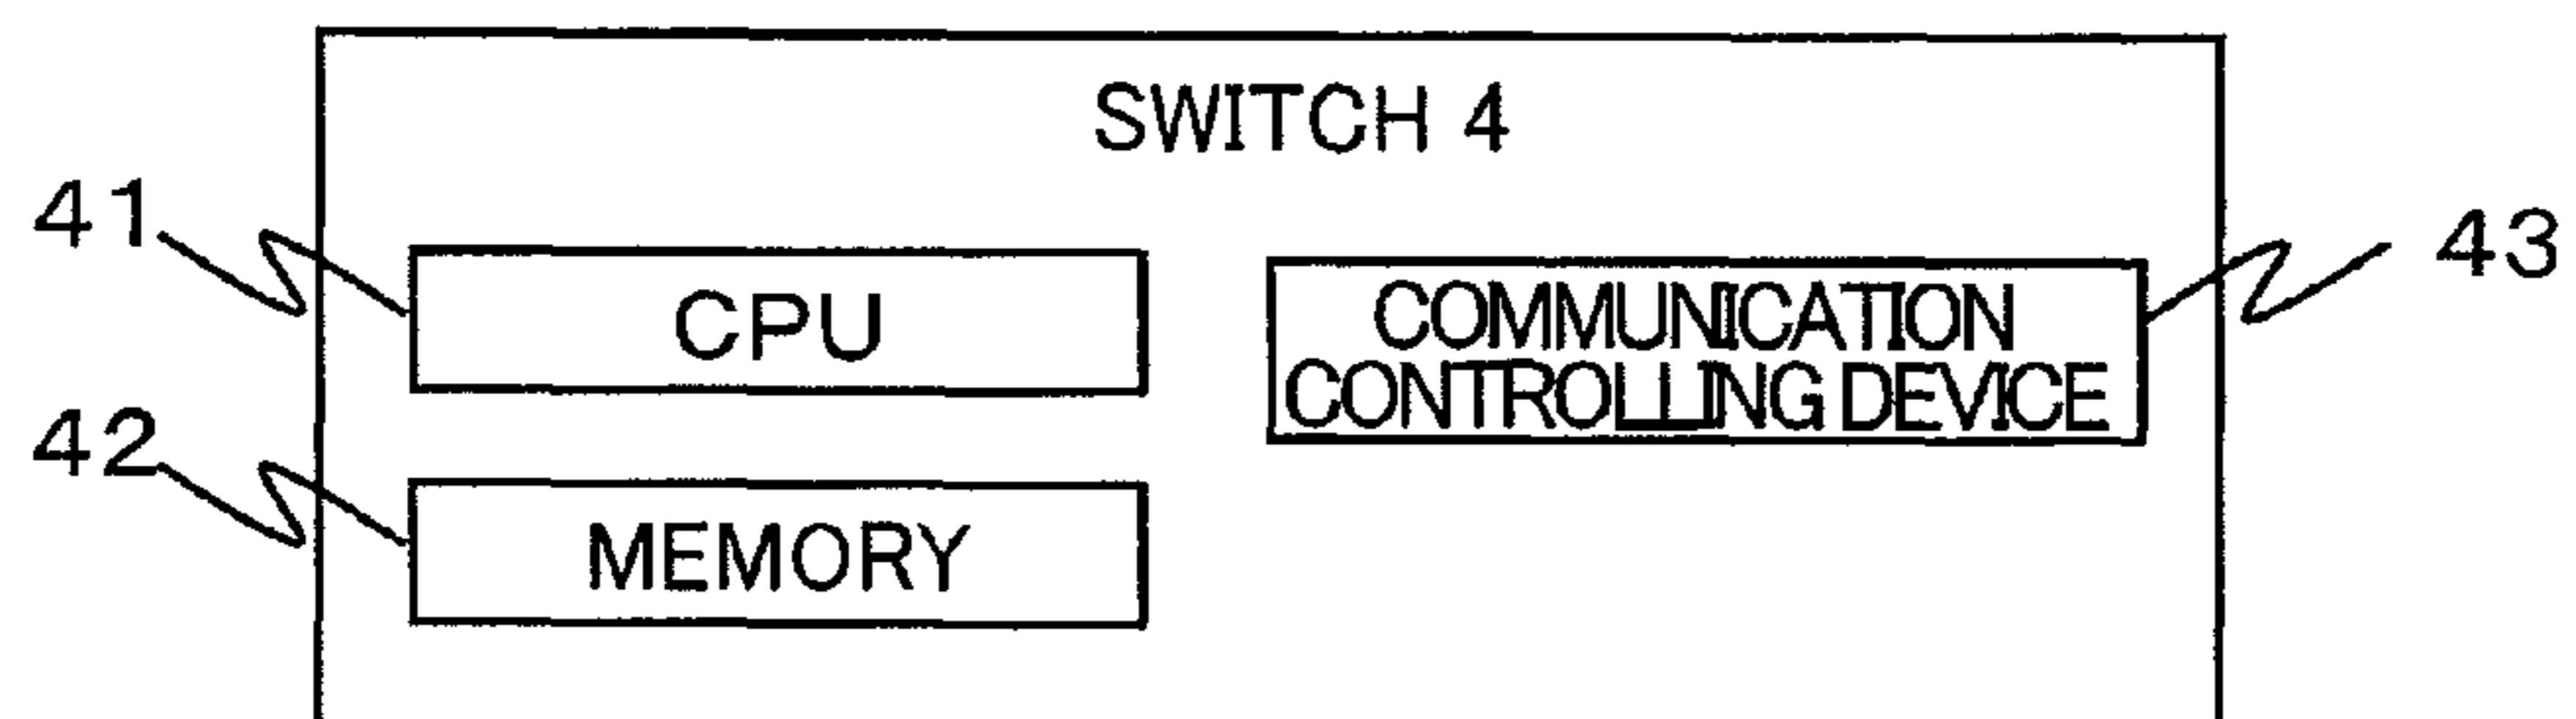 SWITCH 4
41
CPU
43
COMMUNICATION
CONTROLLING DEVICE
42
MEMORY